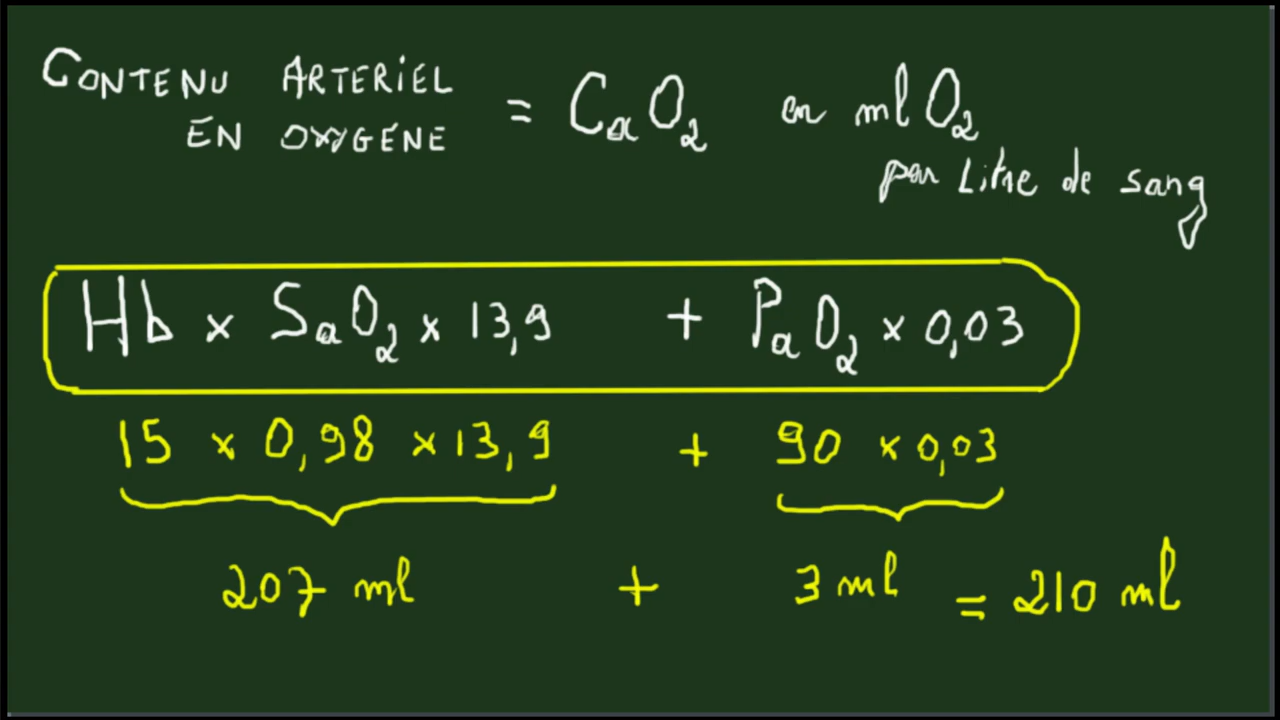 CONTENU ARTERIEL
EN OXYGENE = CaO2 en ml O2
par Litre de sang
Hb x SaO2 x 13,9 + PaO2 x 0,03
15 x 0,98 x 13,9 + 90 x 0,03
207 ml + 3 ml = 210 ml